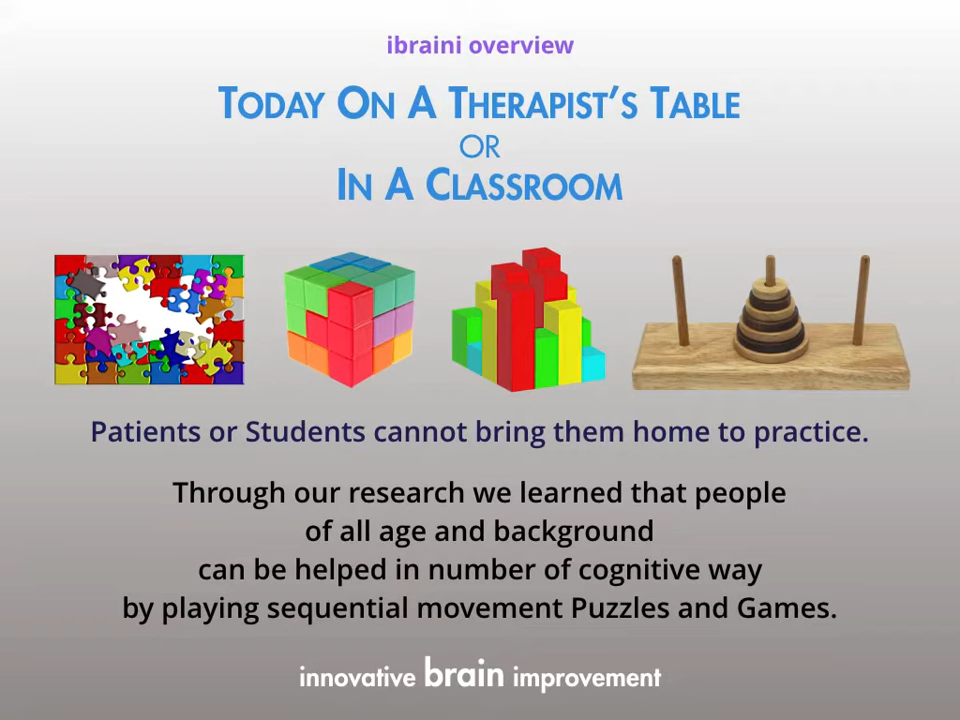 ibraini overview
Today On A Therapist's Table
OR
In A Classroom
Patients or Students cannot bring them home to practice.
Through our research we learned that people
of all age and background
can be helped in number of cognitive way
by playing sequential movement Puzzles and Games.
innovative brain improvement